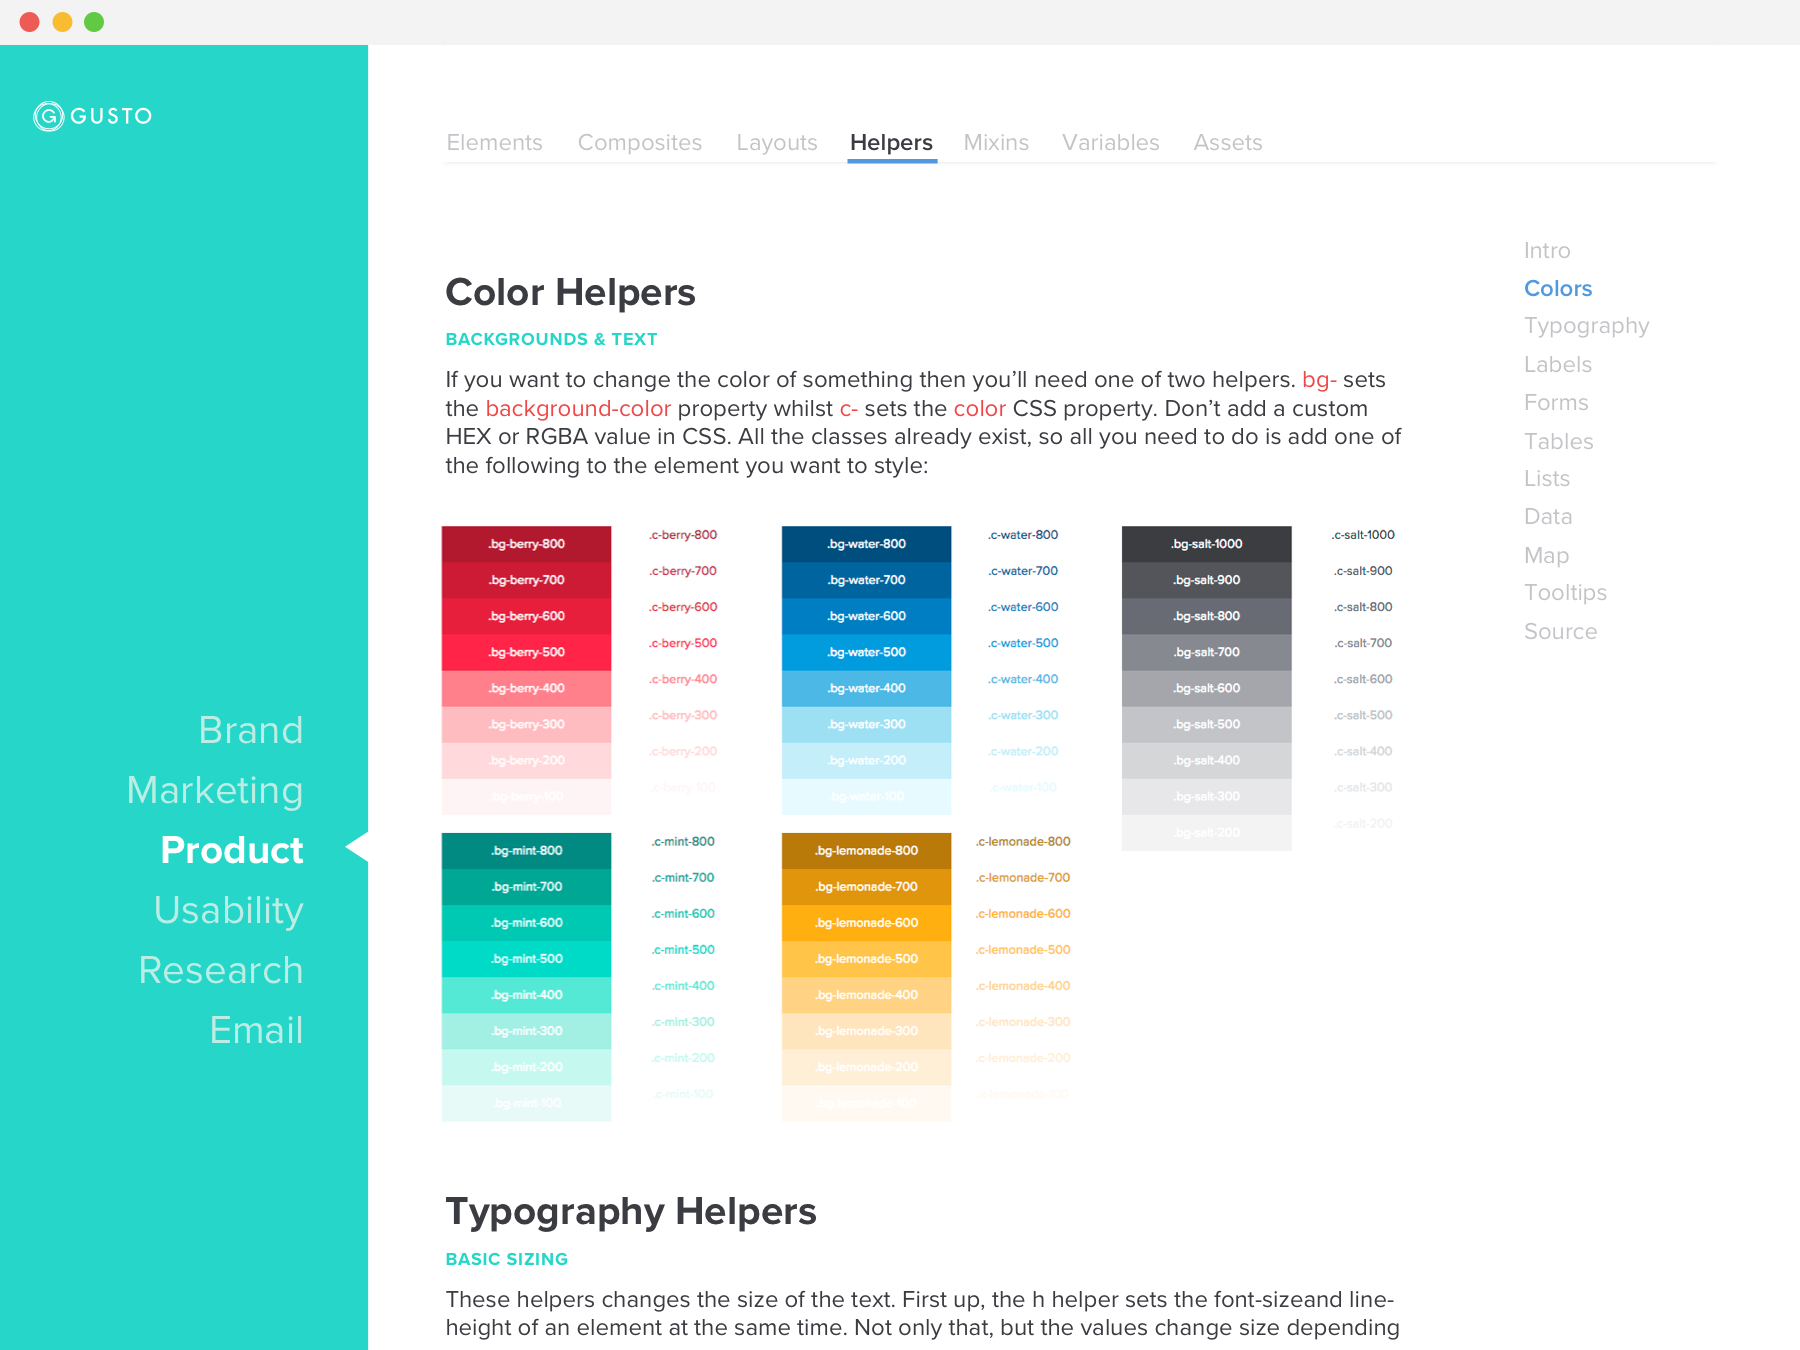 GUSTO
Elements Composites Layouts Helpers Mixins Variables Assets
Brand
Marketing
Product
Usability
Research
Email
Color Helpers
BACKGROUNDS & TEXT
If you want to change the color of something then you’ll need one of two helpers. bg- sets
the background-color property whilst c- sets the color CSS property. Don’t add a custom
HEX or RGBA value in CSS. All the classes already exist, so all you need to do is add one of
the following to the element you want to style:
.bg-berry-800 .c-berry-800
.bg-berry-700 .c-berry-700
.bg-berry-600 .c-berry-600
.bg-berry-500 .c-berry-500
.bg-berry-400 .c-berry-400
.bg-berry-300 .c-berry-300
.bg-berry-200 .c-berry-200
.bg-berry-100 .c-berry-100
.bg-water-800 .c-water-800
.bg-water-700 .c-water-700
.bg-water-600 .c-water-600
.bg-water-500 .c-water-500
.bg-water-400 .c-water-400
.bg-water-300 .c-water-300
.bg-water-200 .c-water-200
.bg-water-100 .c-water-100
.bg-salt-1000 .c-salt-1000
.bg-salt-900 .c-salt-900
.bg-salt-800 .c-salt-800
.bg-salt-700 .c-salt-700
.bg-salt-600 .c-salt-600
.bg-salt-500 .c-salt-500
.bg-salt-400 .c-salt-400
.bg-salt-300 .c-salt-300
.bg-salt-200 .c-salt-200
.bg-mint-800 .c-mint-800
.bg-mint-700 .c-mint-700
.bg-mint-600 .c-mint-600
.bg-mint-500 .c-mint-500
.bg-mint-400 .c-mint-400
.bg-mint-300 .c-mint-300
.bg-mint-200 .c-mint-200
.bg-mint-100 .c-mint-100
.bg-lemonade-800 .c-lemonade-800
.bg-lemonade-700 .c-lemonade-700
.bg-lemonade-600 .c-lemonade-600
.bg-lemonade-500 .c-lemonade-500
.bg-lemonade-400 .c-lemonade-400
.bg-lemonade-300 .c-lemonade-300
.bg-lemonade-200 .c-lemonade-200
.bg-lemonade-100 .c-lemonade-100
Typography Helpers
BASIC SIZING
These helpers changes the size of the text. First up, the h helper sets the font-sizeand line-
height of an element at the same time. Not only that, but the values change size depending
Intro
Colors
Typography
Labels
Forms
Tables
Lists
Data
Map
Tooltips
Source